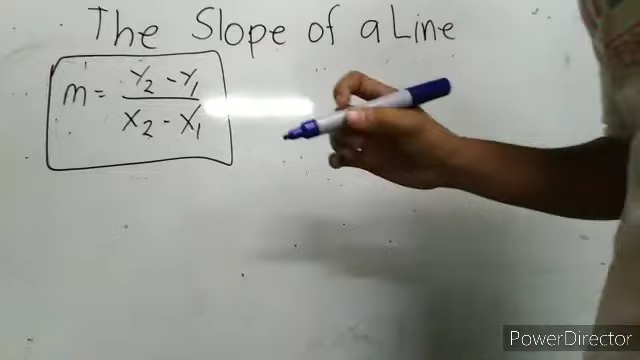 The Slope of a Line
m = Y2 - Y1
X2 - X1
PowerDirector